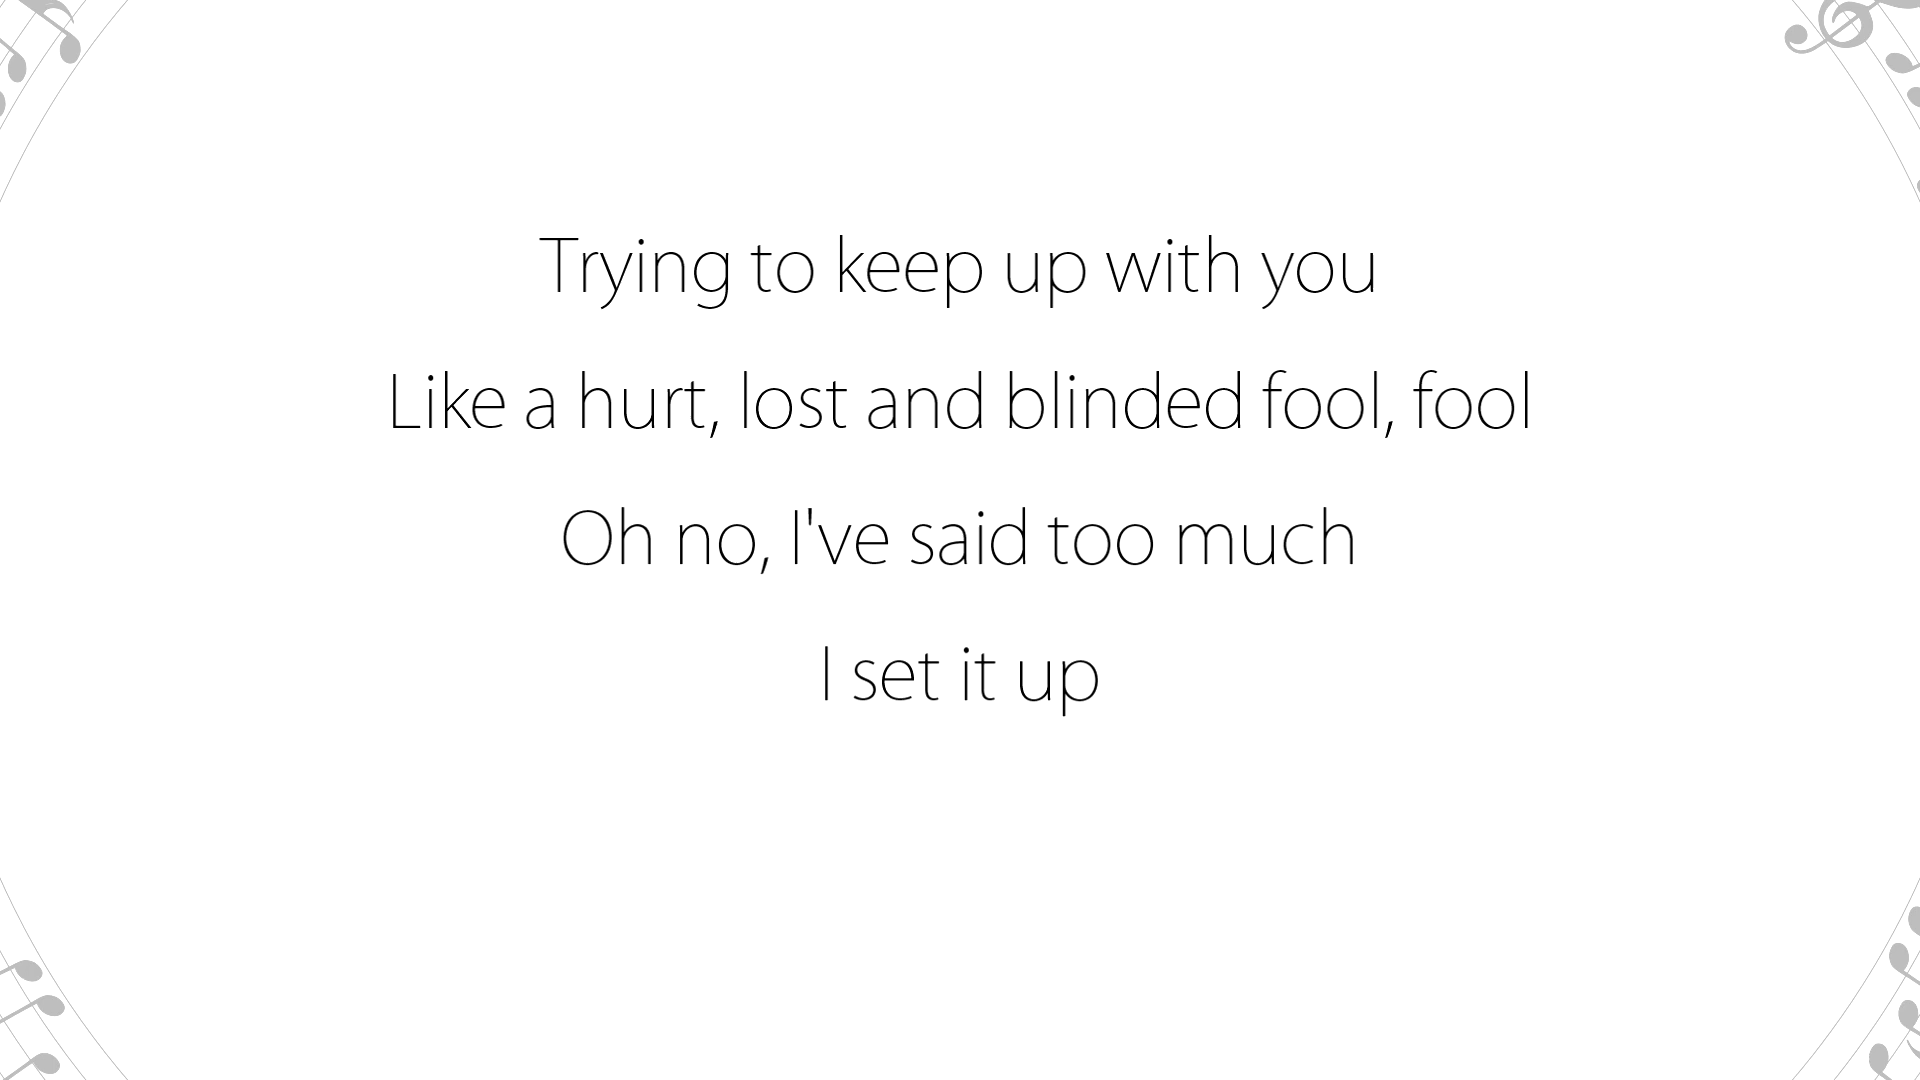 Trying to keep up with you
Like a hurt, lost and blinded fool, fool
Oh no, I've said too much
I set it up